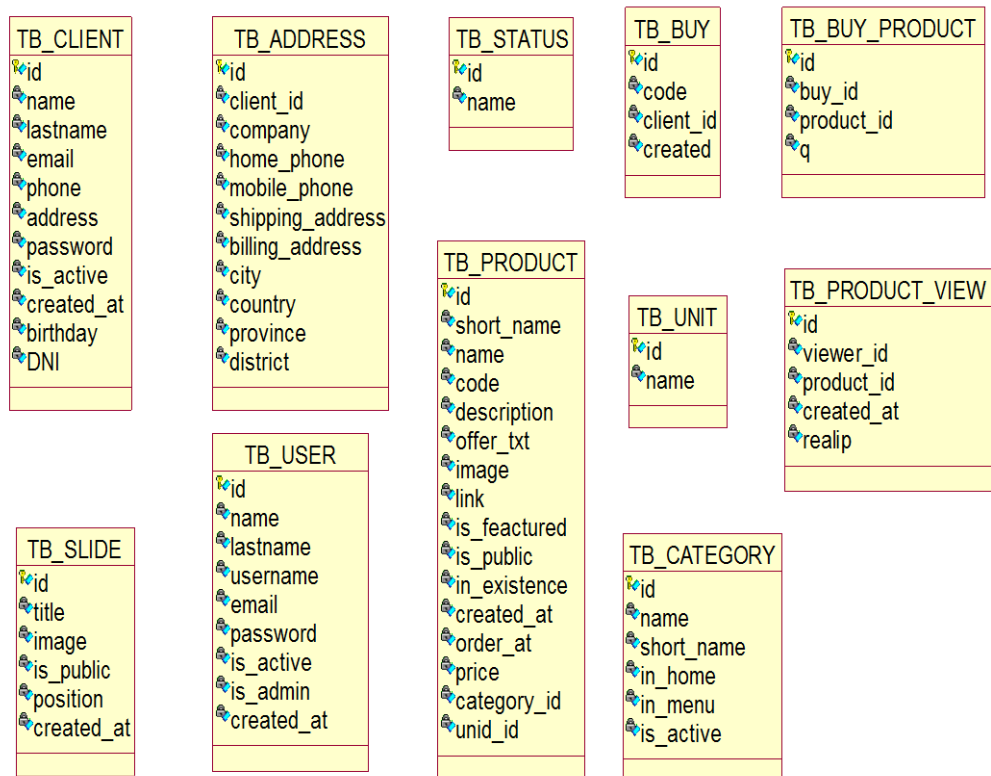 TB_CLIENT
id
name
lastname
email
phone
address
password
is_active
created_at
birthday
DNI
TB_ADDRESS
id
client_id
company
home_phone
mobile_phone
shipping_address
billing_address
city
country
province
district
TB_STATUS
id
name
TB_BUY
id
code
client_id
created
TB_BUY_PRODUCT
id
buy_id
product_id
q
TB_PRODUCT
id
short_name
name
code
description
offer_txt
image
link
is_feactured
is_public
in_existence
created_at
order_at
price
category_id
unid_id
TB_UNIT
id
name
TB_PRODUCT_VIEW
id
viewer_id
product_id
created_at
realip
TB_SLIDE
id
title
image
is_public
position
created_at
TB_USER
id
name
lastname
username
email
password
is_active
is_admin
created_at
TB_CATEGORY
id
name
short_name
in_home
in_menu
is_active